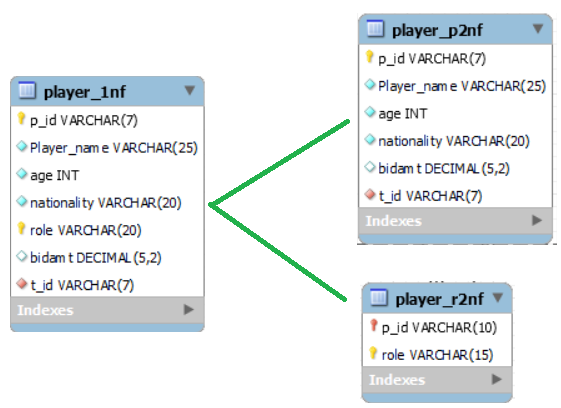 player_1nf
p_id VARCHAR(7)
Player_name VARCHAR(25)
age INT
nationality VARCHAR(20)
role VARCHAR(20)
bidamt DECIMAL(5,2)
t_id VARCHAR(7)
Indexes
player_p2nf
p_id VARCHAR(7)
Player_name VARCHAR(25)
age INT
nationality VARCHAR(20)
bidamt DECIMAL(5,2)
t_id VARCHAR(7)
Indexes
player_r2nf
p_id VARCHAR(10)
role VARCHAR(15)
Indexes